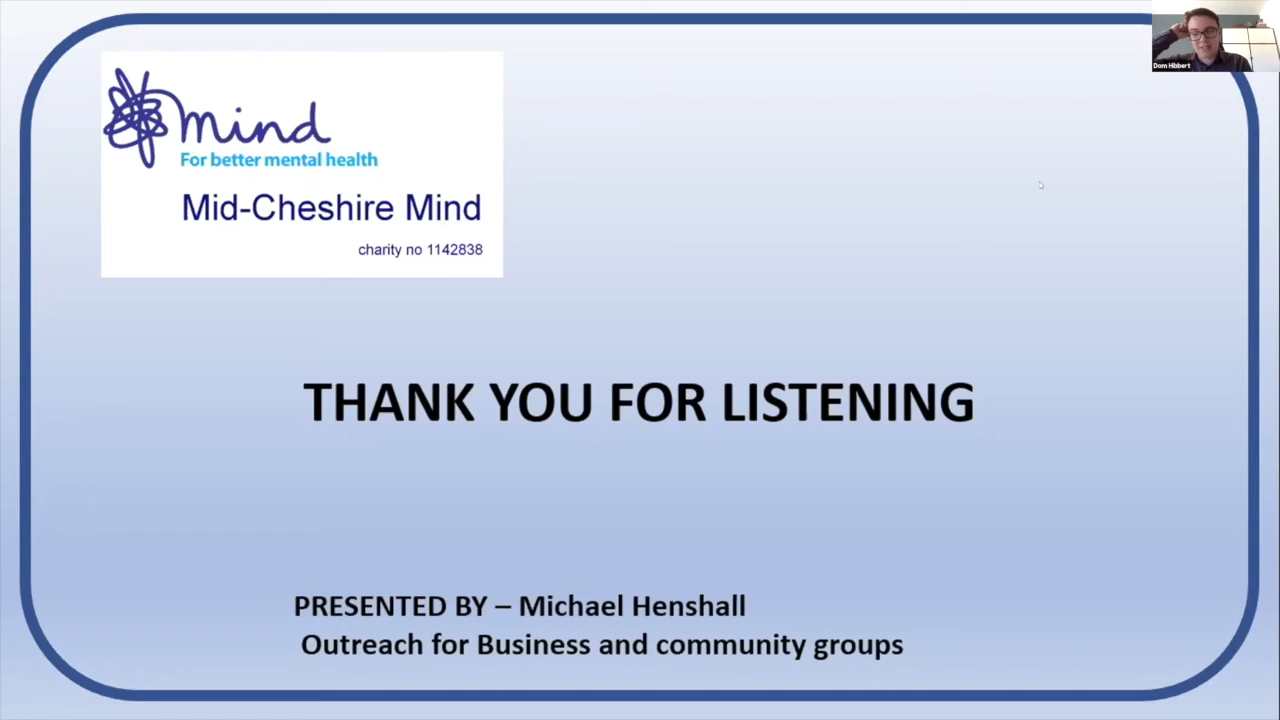 mind
For better mental health
Mid-Cheshire Mind
charity no 1142838
Dom Hibbert
THANK YOU FOR LISTENING
PRESENTED BY – Michael Henshall
Outreach for Business and community groups